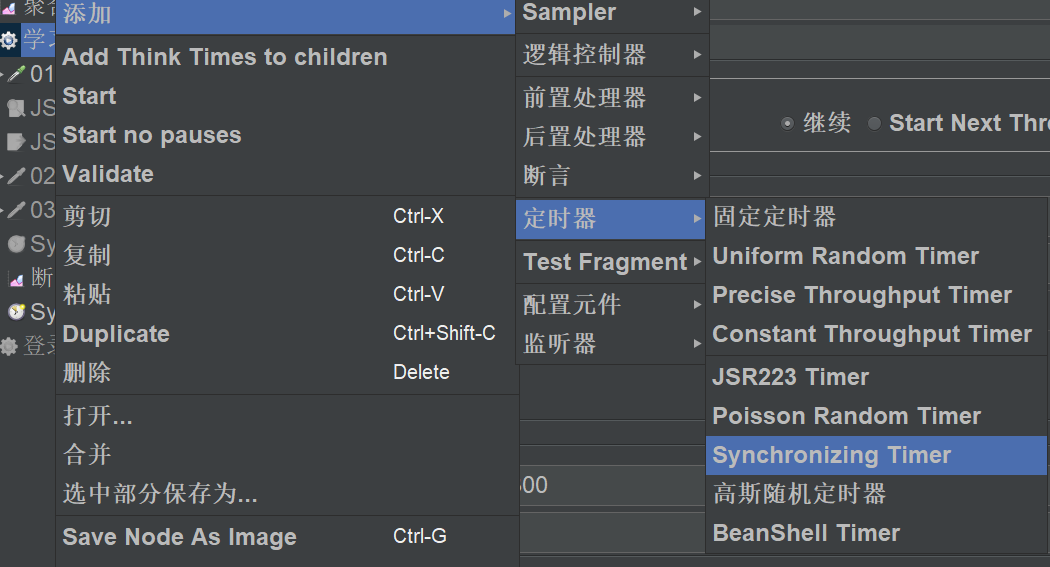 聚合
学习
01
JS
JS
02
03
Sy
断
Sy
登录
添加
Add Think Times to children
Start
Start no pauses
Validate
剪切 Ctrl-X
复制 Ctrl-C
粘贴 Ctrl-V
Duplicate Ctrl+Shift-C
删除 Delete
打开...
合并
选中部分保存为...
Save Node As Image Ctrl-G
Sampler
逻辑控制器
前置处理器
后置处理器
断言
定时器
Test Fragment
配置元件
监听器
继续 Start Next Thr
固定定时器
Uniform Random Timer
Precise Throughput Timer
Constant Throughput Timer
JSR223 Timer
Poisson Random Timer
Synchronizing Timer
高斯随机定时器
BeanShell Timer
00